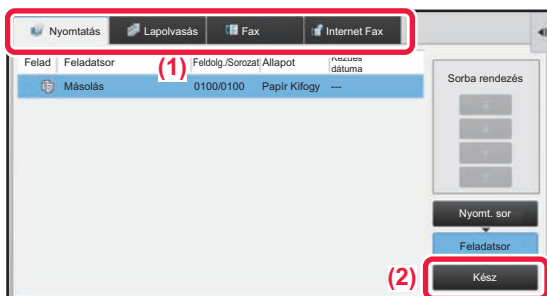 Nyomtatás Lapolvasás Fax Internet Fax
Felad Feladatsor (1) Feldolg./Sorozat Állapot Kezdés
dátuma
Másolás 0100/0100 Papír Kifogy ---
Sorba rendezés
Nyomt. sor
Feladatsor
(2) Kész